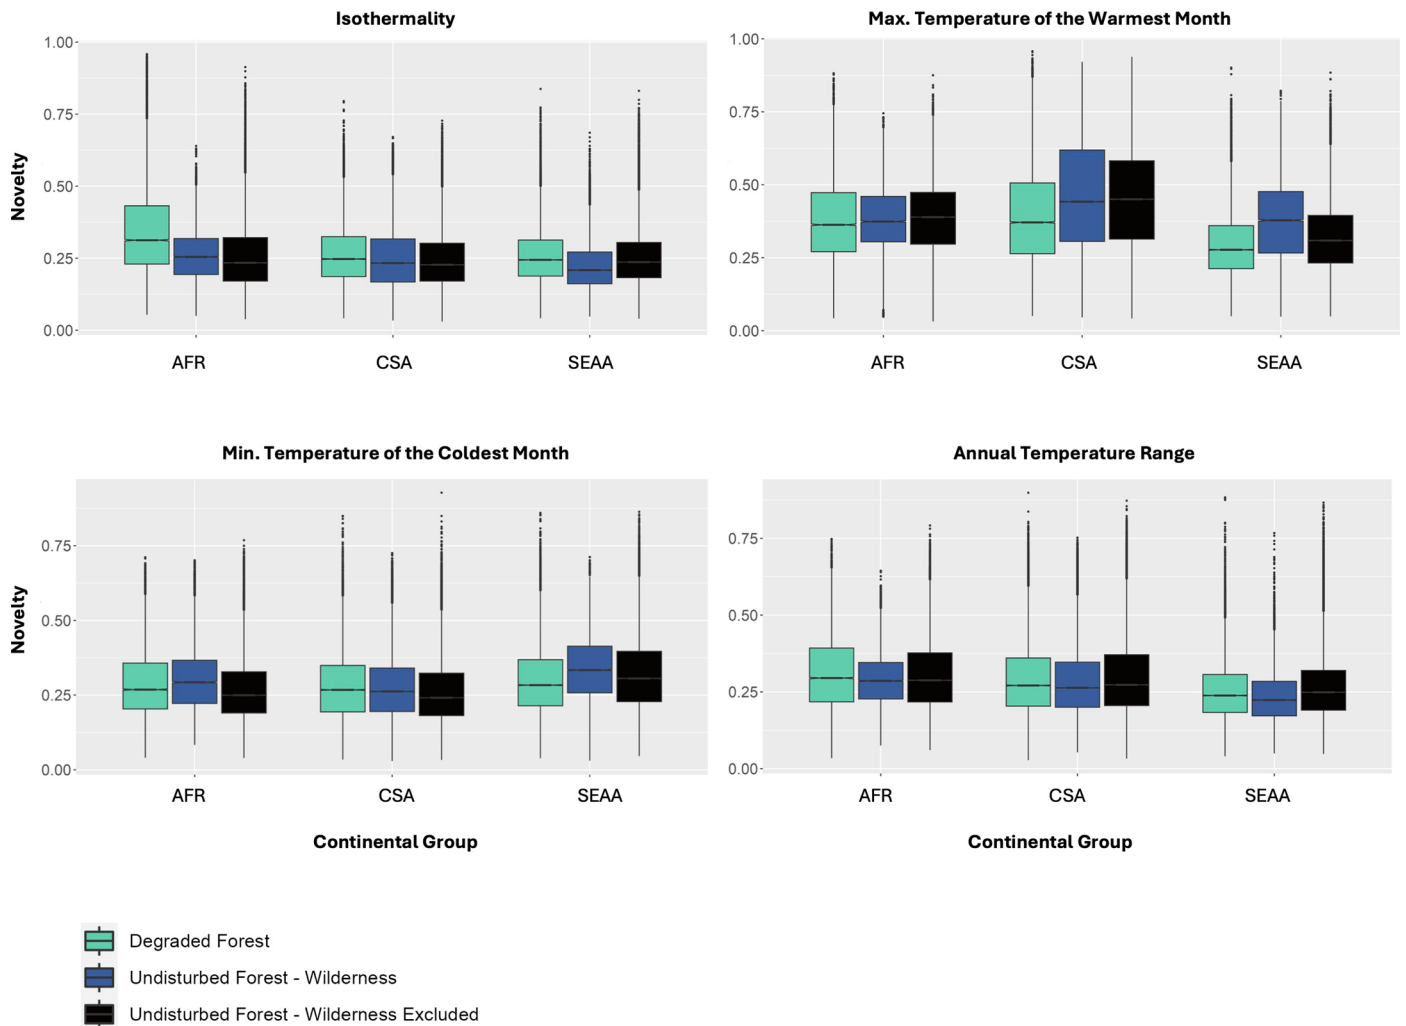 Isothermality
Max. Temperature of the Warmest Month
Novelty
1.00
0.75
0.50
0.25
0.00
AFR CSA SEAA
1.00
0.75
0.50
0.25
0.00
AFR CSA SEAA
Min. Temperature of the Coldest Month
Annual Temperature Range
Novelty
0.75
0.50
0.25
0.00
AFR CSA SEAA
0.75
0.50
0.25
0.00
AFR CSA SEAA
Continental Group
Continental Group
Degraded Forest
Undisturbed Forest - Wilderness
Undisturbed Forest - Wilderness Excluded